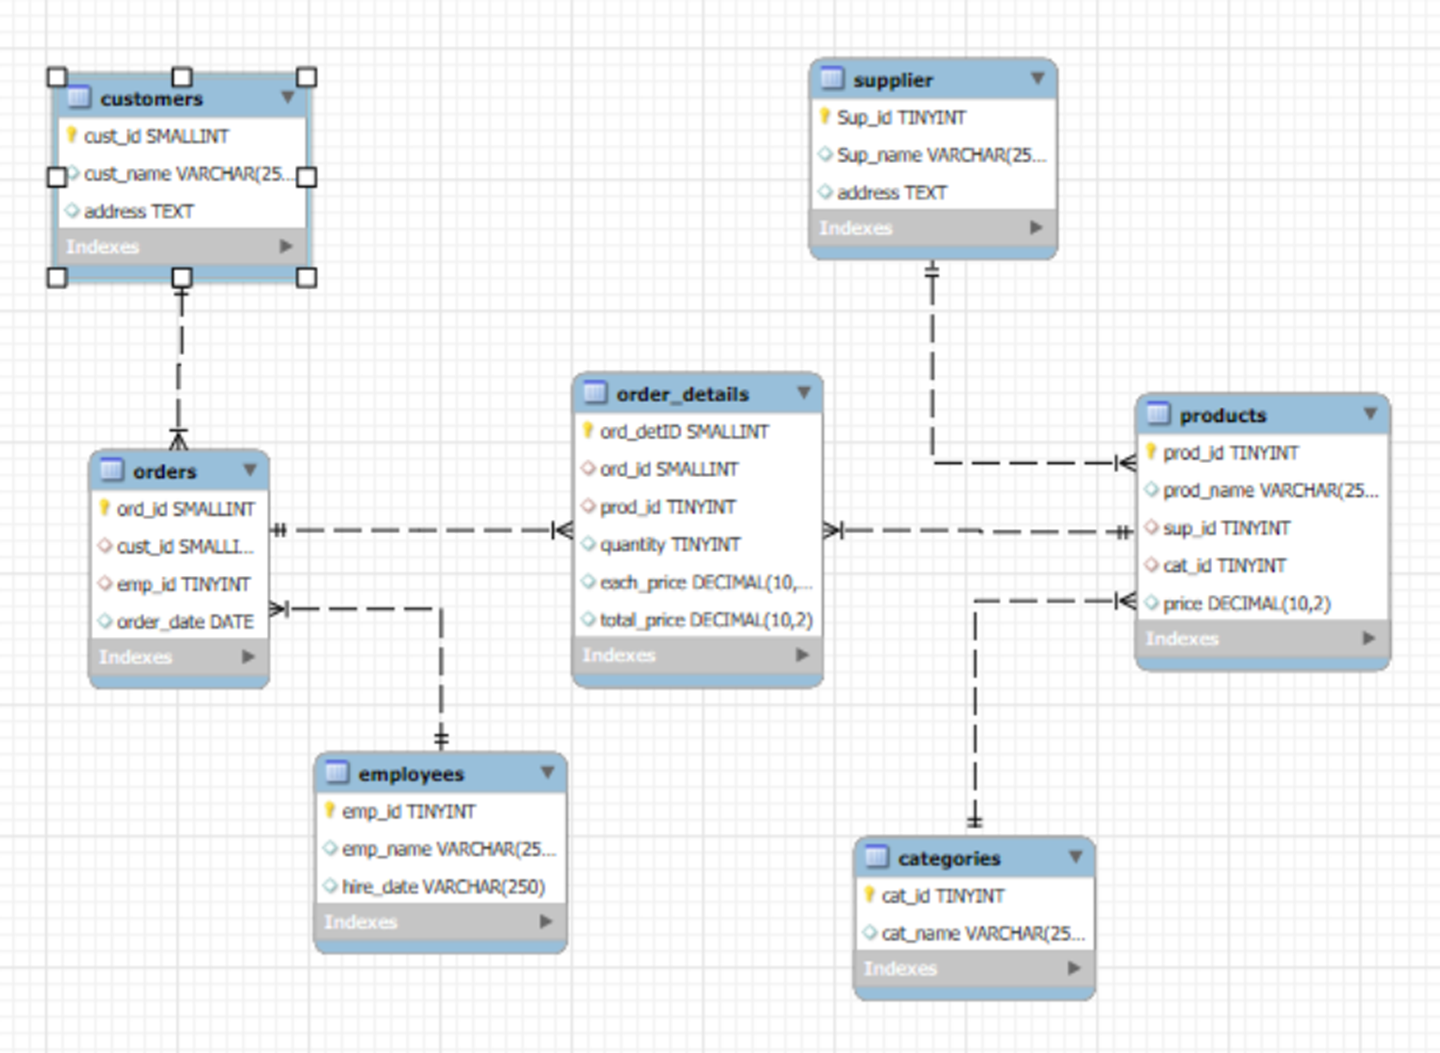 customers
cust_id SMALLINT
cust_name VARCHAR(25...
address TEXT
Indexes
supplier
Sup_id TINYINT
Sup_name VARCHAR(25...
address TEXT
Indexes
order_details
ord_detID SMALLINT
ord_id SMALLINT
prod_id TINYINT
quantity TINYINT
each_price DECIMAL(10,...
total_price DECIMAL(10,2)
Indexes
products
prod_id TINYINT
prod_name VARCHAR(25...
sup_id TINYINT
cat_id TINYINT
price DECIMAL(10,2)
Indexes
orders
ord_id SMALLINT
cust_id SMALLI...
emp_id TINYINT
order_date DATE
Indexes
employees
emp_id TINYINT
emp_name VARCHAR(25...
hire_date VARCHAR(250)
Indexes
categories
cat_id TINYINT
cat_name VARCHAR(25...
Indexes